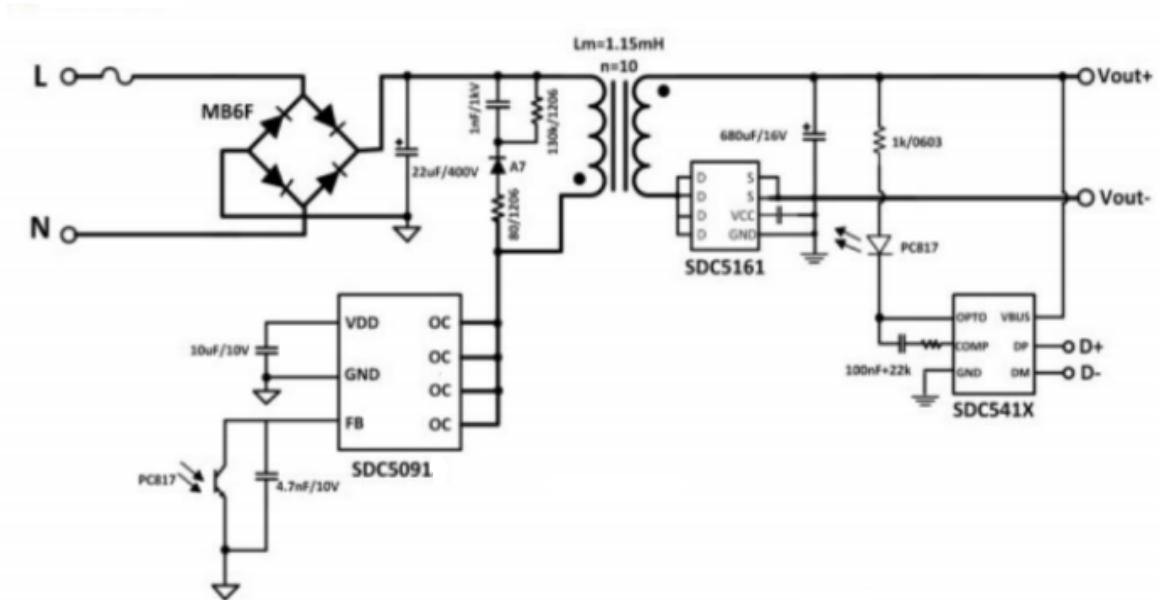 Lm=1.15mH
n=10
L
MB6F
1nF/1kV
130k/1206
Vout+
22uF/400V
A7
680uF/16V
1k/0603
80/1206
D
D
D
D
S
S
VCC
GND
Vout-
N
SDC5161
PC817
VDD
GND
FB
OC
OC
OC
OC
10uF/10V
SDC5091
OPTO
COMP
GND
VBUS
DP
DM
D+
D-
100nF+22k
SDC541X
PC817
4.7nF/10V